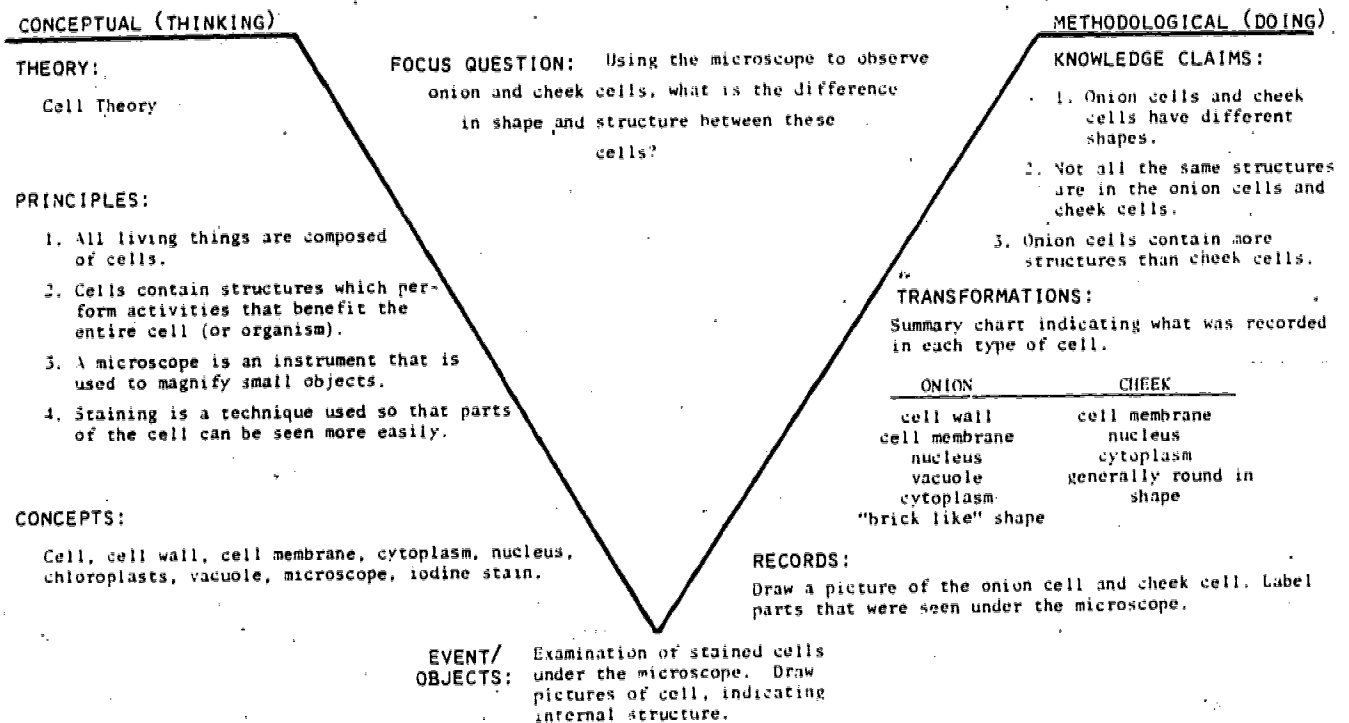 CONCEPTUAL (THINKING)
THEORY:
Cell Theory
PRINCIPLES:
1. All living things are composed
of cells.
2. Cells contain structures which per-
form activities that benefit the
entire cell (or organism).
3. A microscope is an instrument that is
used to magnify small objects.
4. Staining is a technique used so that parts
of the cell can be seen more easily.
CONCEPTS:
Cell, cell wall, cell membrane, cytoplasm, nucleus,
chloroplasts, vacuole, microscope, iodine stain.
FOCUS QUESTION: Using the microscope to observe
onion and cheek cells, what is the difference
in shape and structure between these
cells?
METHODOLOGICAL (DOING)
KNOWLEDGE CLAIMS:
1. Onion cells and cheek
cells have different
shapes.
2. Not all the same structures
are in the onion cells and
cheek cells.
3. Onion cells contain more
structures than cheek cells.
TRANSFORMATIONS:
Summary chart indicating what was recorded
in each type of cell.
ONION CHEEK
cell wall cell membrane
cell membrane nucleus
nucleus cytoplasm
vacuole generally round in
cytoplasm shape
"brick like" shape
RECORDS:
Draw a picture of the onion cell and cheek cell. Label
parts that were seen under the microscope.
EVENT/ Examination of stained cells
OBJECTS: under the microscope. Draw
pictures of cell, indicating
internal structure.